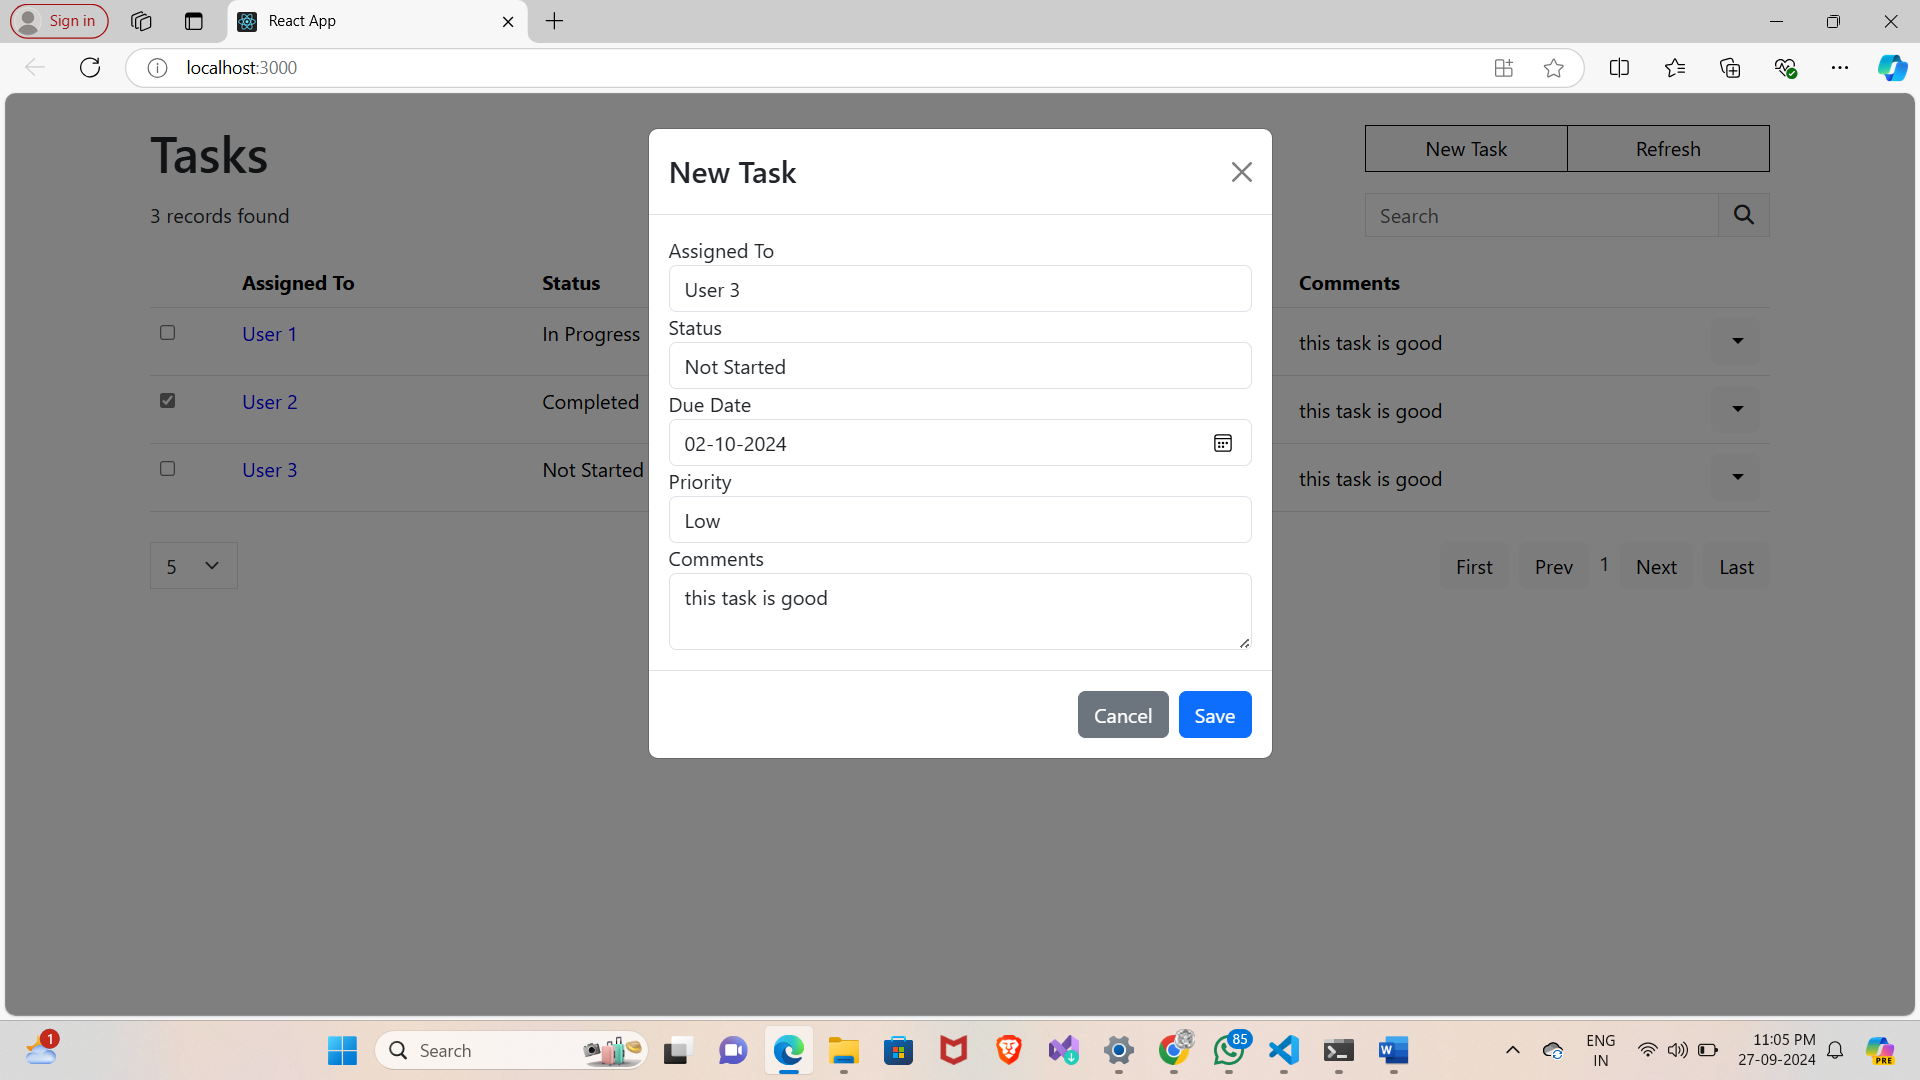 Sign in
React App
localhost:3000
Tasks
New Task
Refresh
3 records found
Search
Assigned To
Status
Comments
User 1
In Progress
this task is good
User 2
Completed
this task is good
User 3
Not Started
this task is good
5
First
Prev
1
Next
Last
New Task
Assigned To
User 3
Status
Not Started
Due Date
02-10-2024
Priority
Low
Comments
this task is good
Cancel
Save
1
Search
85
W
ENG
IN
11:05 PM
27-09-2024
PRE